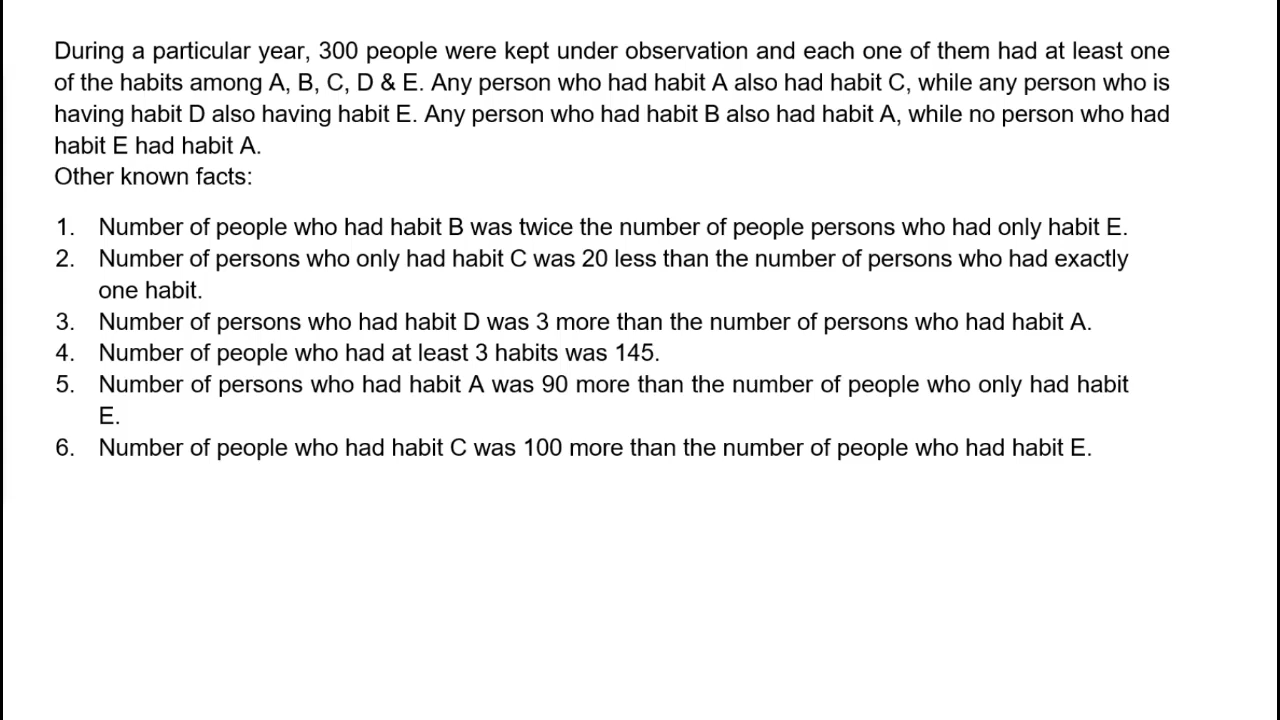 During a particular year, 300 people were kept under observation and each one of them had at least one
of the habits among A, B, C, D & E. Any person who had habit A also had habit C, while any person who is
having habit D also having habit E. Any person who had habit B also had habit A, while no person who had
habit E had habit A.
Other known facts:
1. Number of people who had habit B was twice the number of people persons who had only habit E.
2. Number of persons who only had habit C was 20 less than the number of persons who had exactly
one habit.
3. Number of persons who had habit D was 3 more than the number of persons who had habit A.
4. Number of people who had at least 3 habits was 145.
5. Number of persons who had habit A was 90 more than the number of people who only had habit
E.
6. Number of people who had habit C was 100 more than the number of people who had habit E.